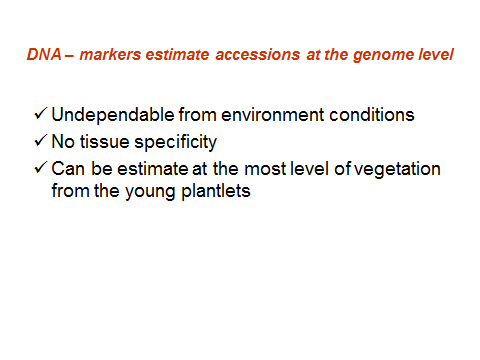 DNA – markers estimate accessions at the genome level
✓ Undependable from environment conditions
✓ No tissue specificity
✓ Can be estimate at the most level of vegetation
from the young plantlets